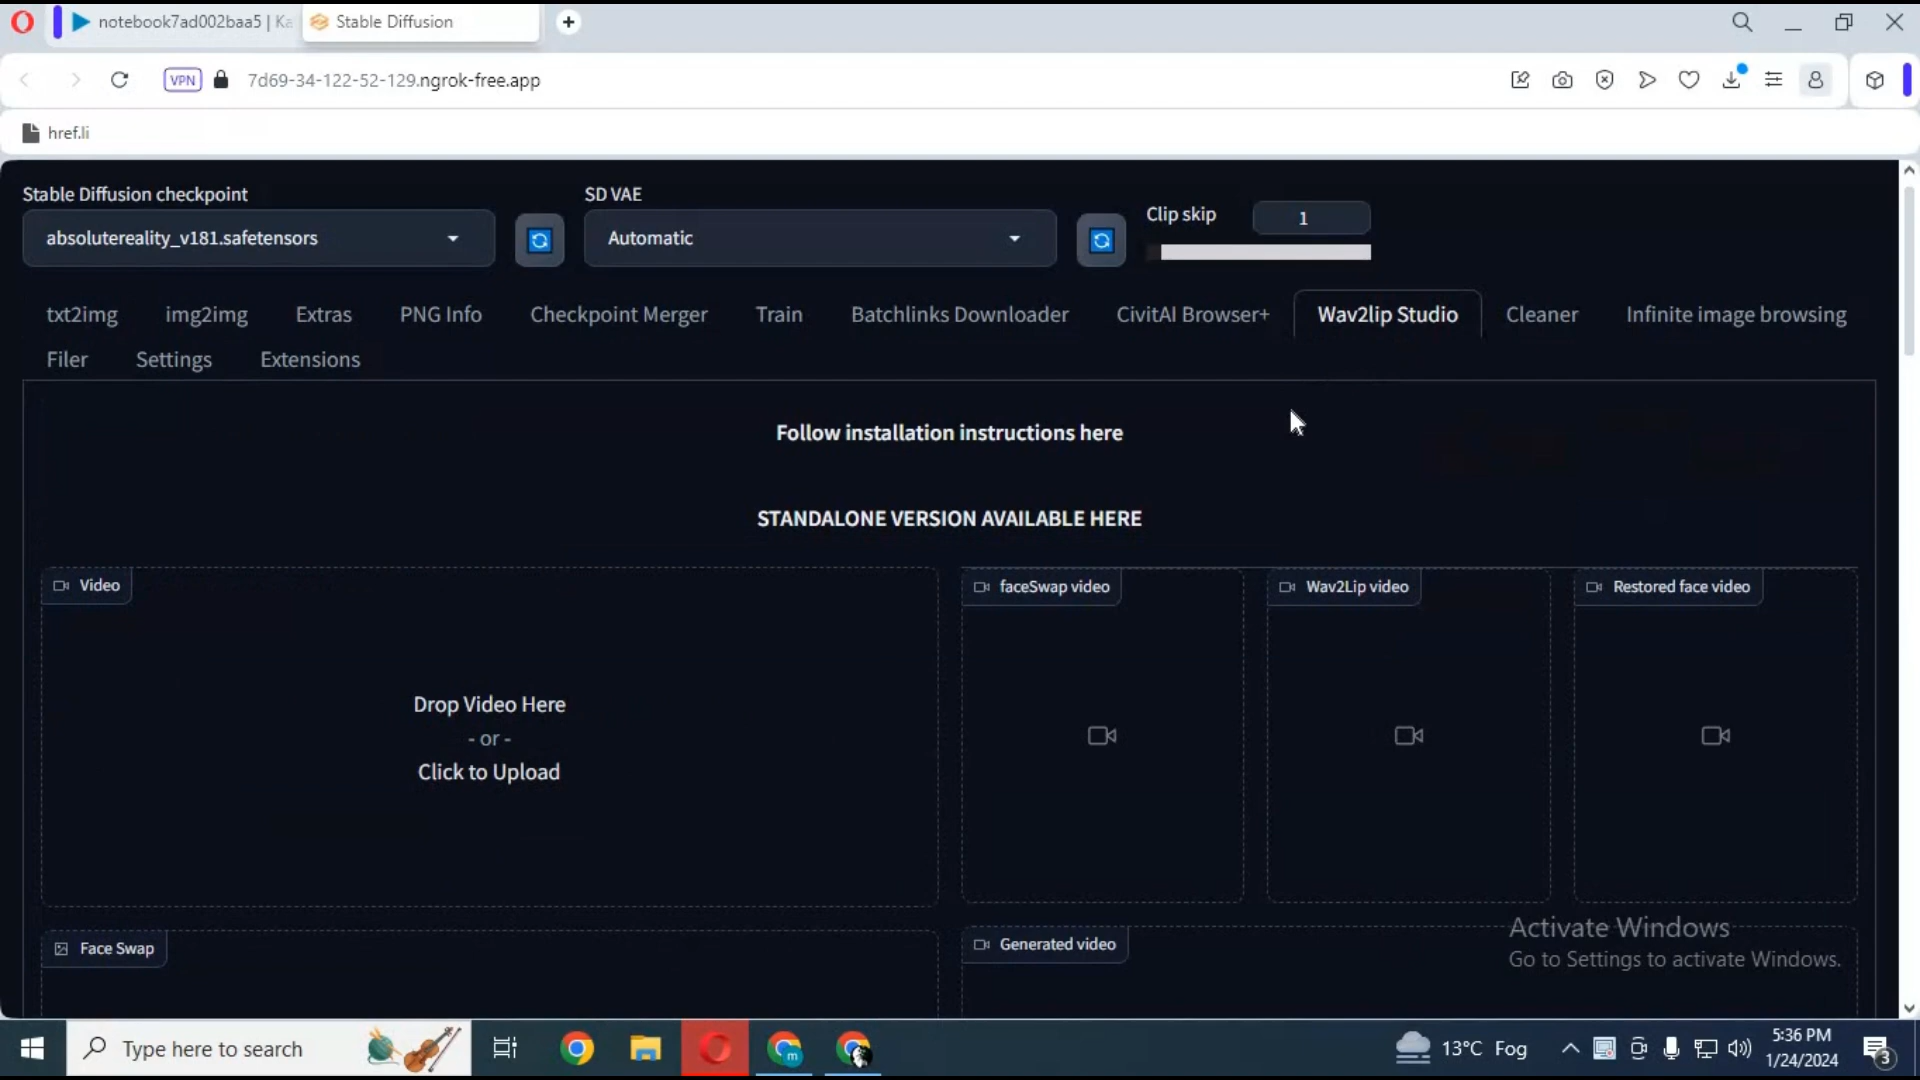 notebook7ad002baa5 | Ka
Stable Diffusion
VPN
7d69-34-122-52-129.ngrok-free.app
href.li
Stable Diffusion checkpoint
SD VAE
Clip skip
1
absolutereality_v181.safetensors
Automatic
txt2img
img2img
Extras
PNG Info
Checkpoint Merger
Train
Batchlinks Downloader
CivitAI Browser+
Wav2lip Studio
Cleaner
Infinite image browsing
Filer
Settings
Extensions
Follow installation instructions here
STANDALONE VERSION AVAILABLE HERE
Video
faceSwap video
Wav2Lip video
Restored face video
Drop Video Here
- or -
Click to Upload
Face Swap
Generated video
Activate Windows
Go to Settings to activate Windows.
Type here to search
m
13°C Fog
5:36 PM
1/24/2024
3